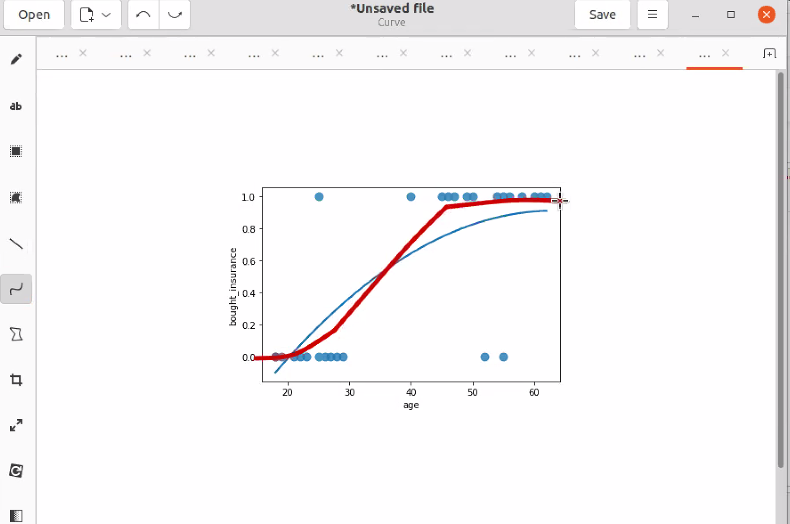 Open
*Unsaved file
Curve
Save
... ... ... ... ... ... ... ... ... ... ...
ab
1.0
0.8
0.6
0.4
0.2
0.0
bought_insurance
20 30 40 50 60
age